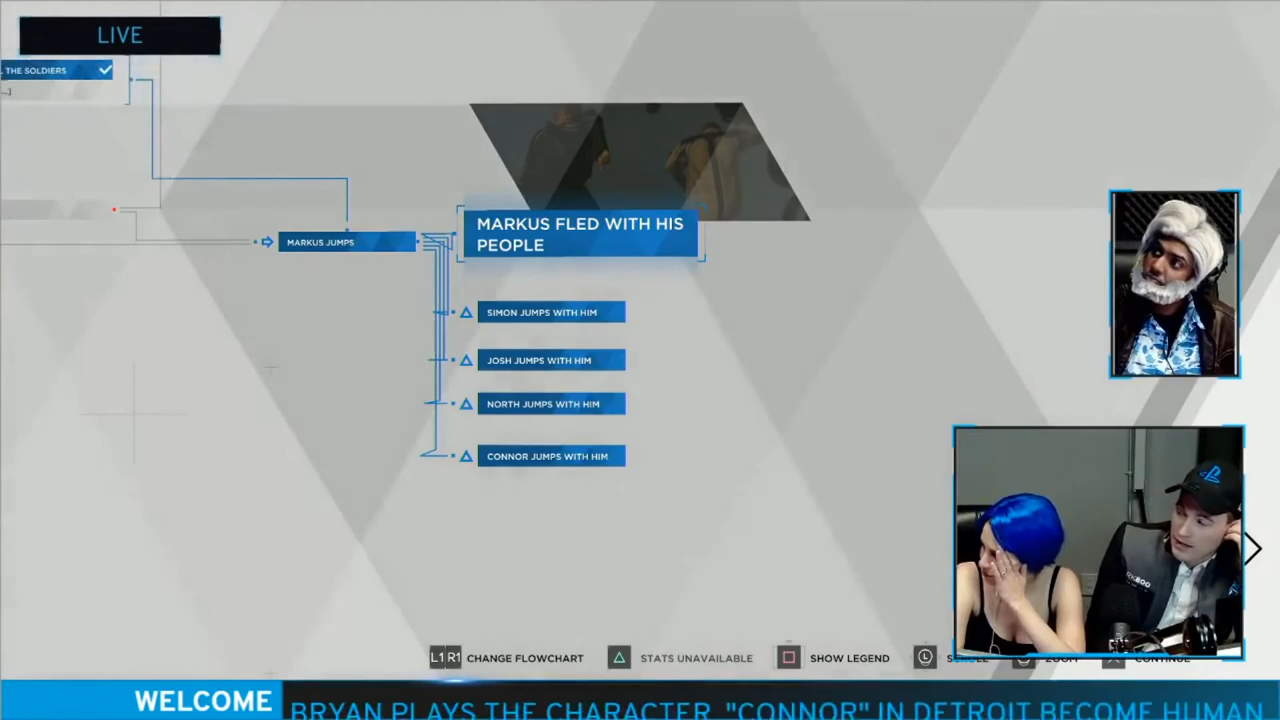 LIVE
THE SOLDIERS
MARKUS JUMPS
MARKUS FLED WITH HIS
PEOPLE
SIMON JUMPS WITH HIM
JOSH JUMPS WITH HIM
NORTH JUMPS WITH HIM
CONNOR JUMPS WITH HIM
L1 R1 CHANGE FLOWCHART
STATS UNAVAILABLE
SHOW LEGEND
L
WELCOME
BRYAN PLAYS THE CHARACTER "CONNOR" IN DETROIT BECOME HUMAN